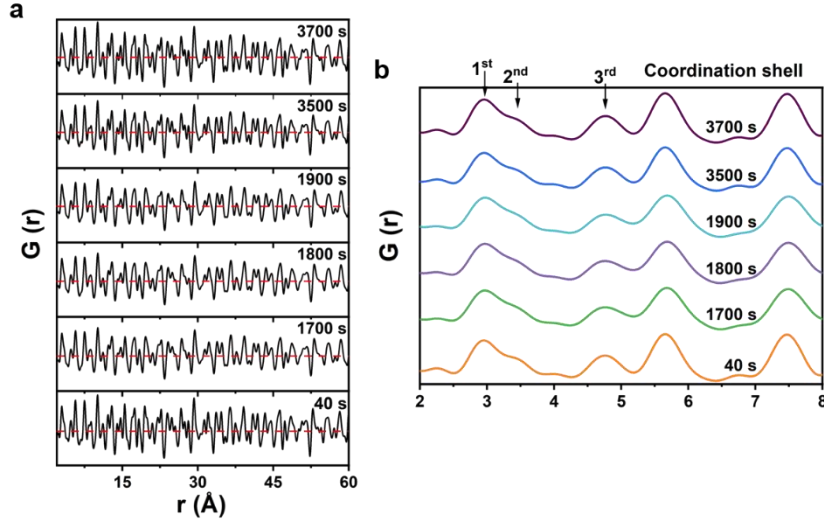 a
3700 s
3500 s
1900 s
1800 s
1700 s
40 s
G (r)
15 30 45 60
r (Å)
b
1st 2nd 3rd Coordination shell
3700 s
3500 s
1900 s
1800 s
1700 s
40 s
G (r)
2 3 4 5 6 7 8